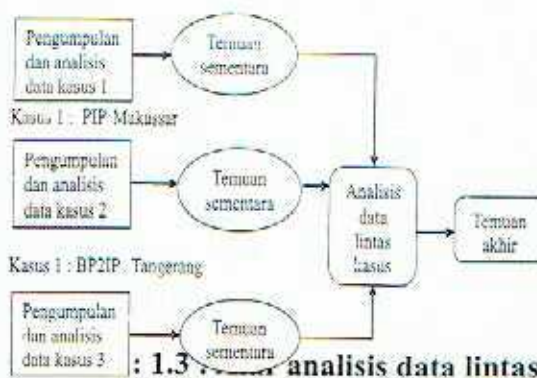 Pengumpulan
dan analisis
data kasus 1
Temuan
sementara
Kasus 1 : PIP Makassar
Pengumpulan
dan analisis
data kasus 2
Temuan
sementara
Analisis
data
lintas
kasus
Temuan
akhir
Kasus 1 : BP2IP. Tangerang
Pengumpulan
dan analisis
data kasus 3
Temuan
sementara
: 1.3 analisis data lintas